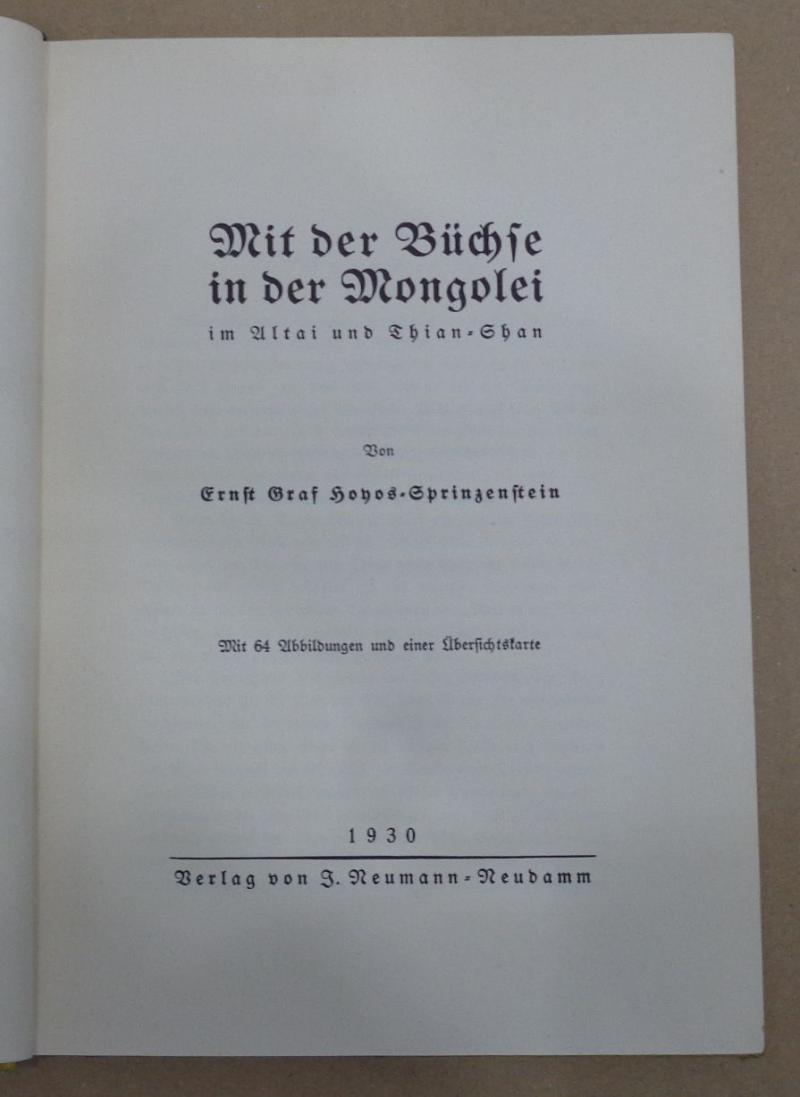 Mit der Büchse
in der Mongolei
im Altai und Thian-Shan
Von
Ernst Graf Hoyos-Sprinzenstein
Mit 64 Abbildungen und einer Übersichtskarte
1930
Verlag von J. Neumann-Neudamm